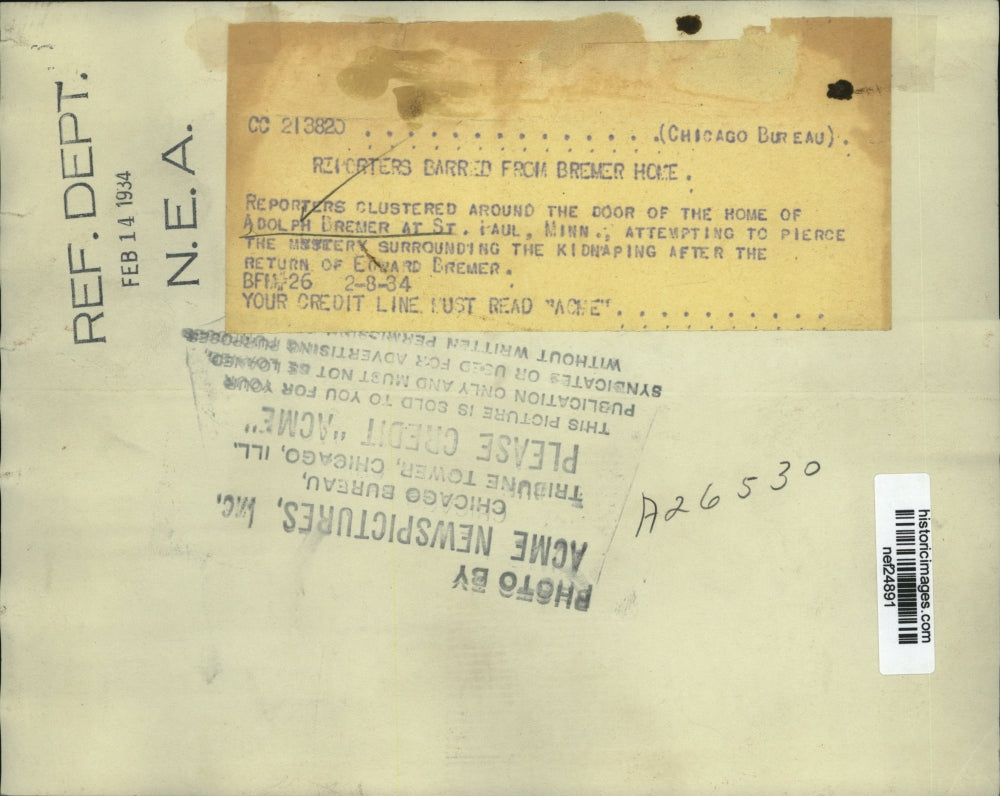 REF. DEPT.
FEB 14 1934
N.E.A.
CC 213820 . . . . . . . . . . . . . . . (CHICAGO BUREAU) .
REPORTERS BARRED FROM BREMER HOME .
REPORTERS CLUSTERED AROUND THE DOOR OF THE HOME OF
ADOLPH BREMER AT ST. PAUL, MINN., ATTEMPTING TO PIERCE
THE MYSTERY SURROUNDING THE KIDNAPING AFTER THE
RETURN OF EDWARD BREMER.
26 2-8-34
YOUR CREDIT LINE MUST READ "ACME" . . . . . . . . . . .
PHOTO BY
ACME NEWSPICTURES, INC.
CHICAGO BUREAU,
TRIBUNE TOWER, CHICAGO, ILL.
PLEASE CREDIT "ACME"
THIS PICTURE IS SOLD TO YOU FOR YOUR
PUBLICATION ONLY AND MUST NOT BE LOANED,
SYNDICATES OR USED FOR ADVERTISING PURPOSES
WITHOUT WRITTEN PERMISSION
A26530
historicimages.com
nef24891